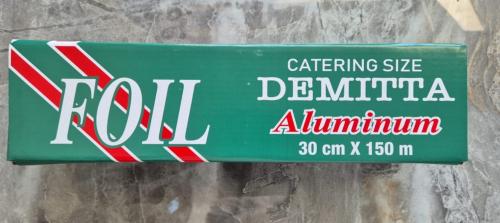 FOIL
CATERING SIZE
DEMITTA
Aluminum
30 cm X 150 m